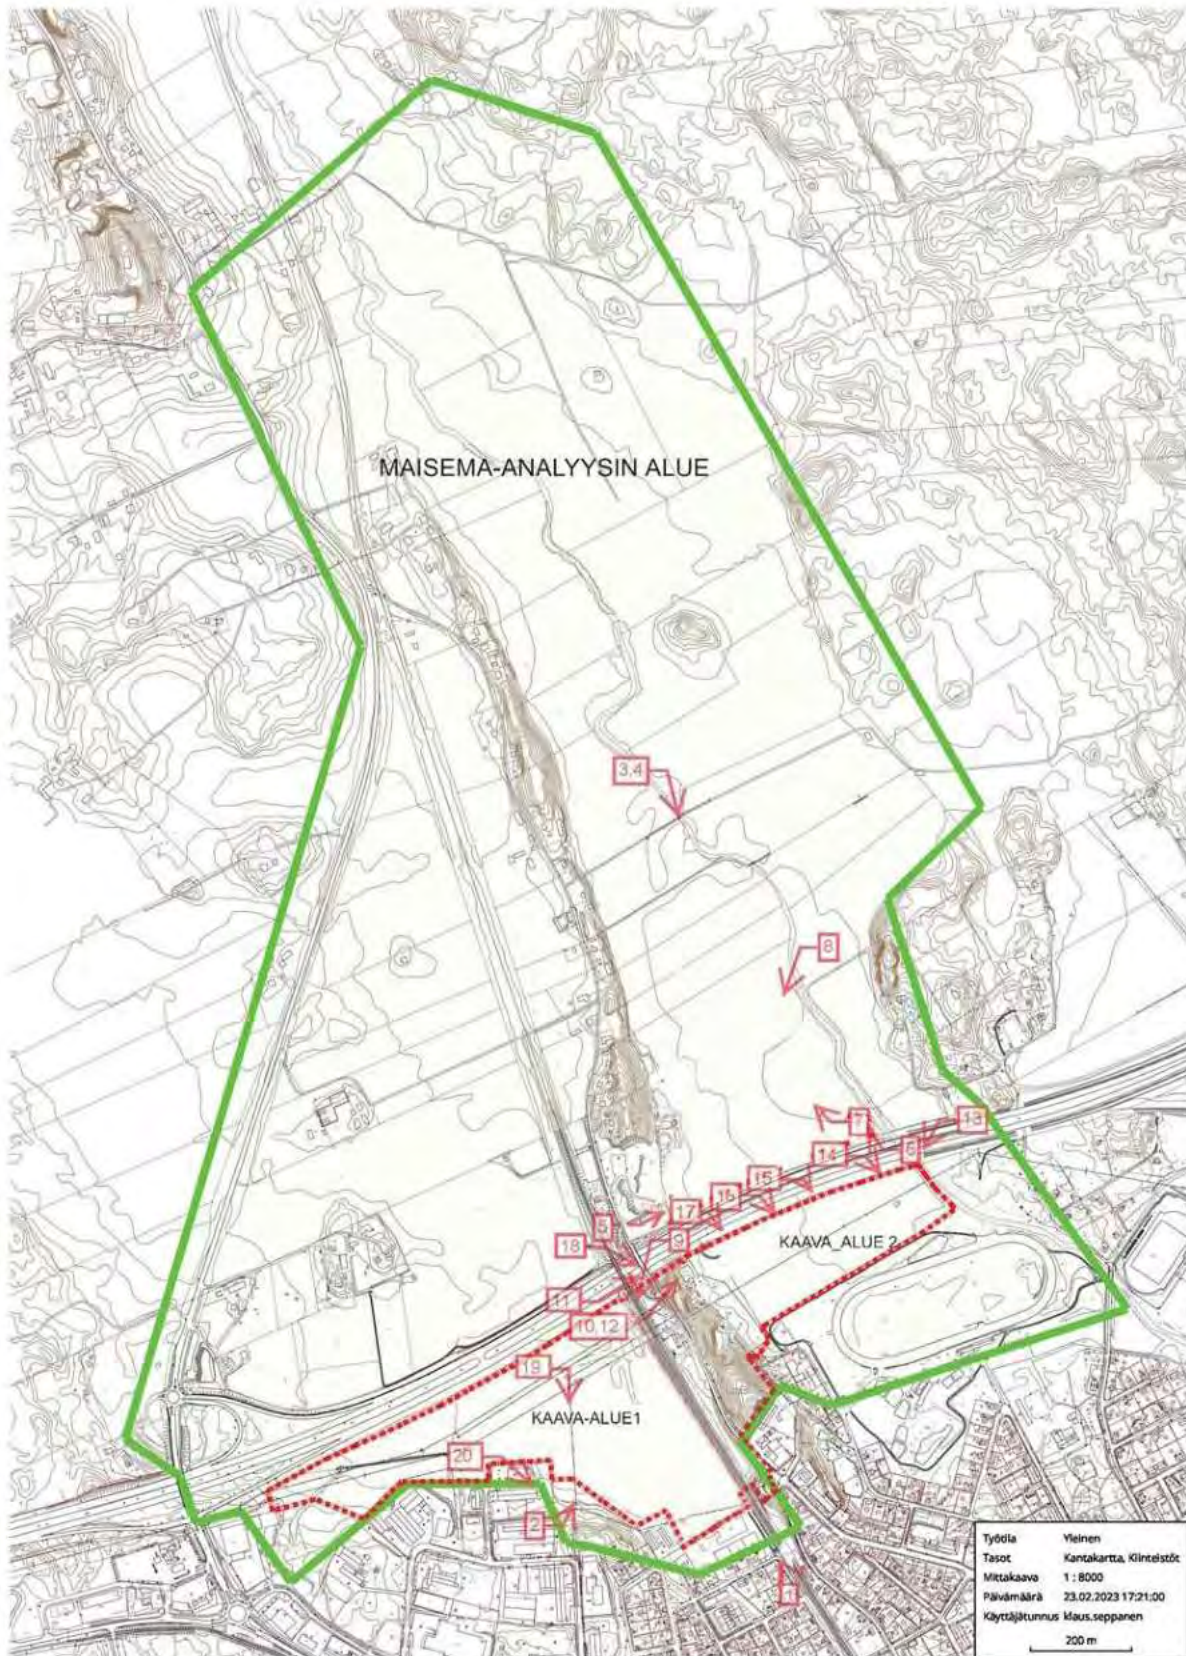 MAISEMA-ANALYYSIN ALUE
3,4
8
7
13
14
6
15
16
17
5
9
18
KAAVA_ALUE 2
11
10,12
19
KAAVA-ALUE1
20
2
1
Työtila Yleinen
Tasot Kantakartta, Kiinteistöt
Mittakaava 1 : 8000
Päivämäärä 23.02.2023 17:21:00
Käyttäjätunnus klaus.seppanen
200 m